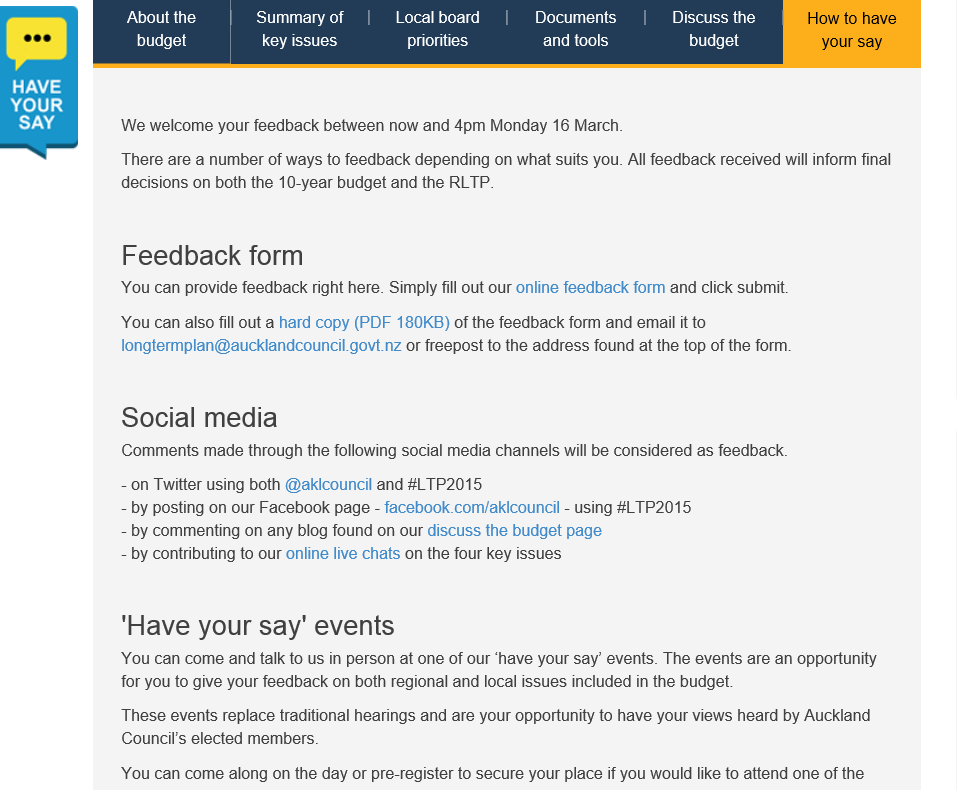 About the
budget
Summary of
key issues
Local board
priorities
Documents
and tools
Discuss the
budget
How to have
your say
HAVE
YOUR
SAY
We welcome your feedback between now and 4pm Monday 16 March.
There are a number of ways to feedback depending on what suits you. All feedback received will inform final
decisions on both the 10-year budget and the RLTP.
Feedback form
You can provide feedback right here. Simply fill out our online feedback form and click submit.
You can also fill out a hard copy (PDF 180KB) of the feedback form and email it to
longtermplan@aucklandcouncil.govt.nz or freepost to the address found at the top of the form.
Social media
Comments made through the following social media channels will be considered as feedback.
- on Twitter using both @aklcouncil and #LTP2015
- by posting on our Facebook page - facebook.com/aklcouncil - using #LTP2015
- by commenting on any blog found on our discuss the budget page
- by contributing to our online live chats on the four key issues
'Have your say' events
You can come and talk to us in person at one of our ‘have your say’ events. The events are an opportunity
for you to give your feedback on both regional and local issues included in the budget.
These events replace traditional hearings and are your opportunity to have your views heard by Auckland
Council’s elected members.
You can come along on the day or pre-register to secure your place if you would like to attend one of the